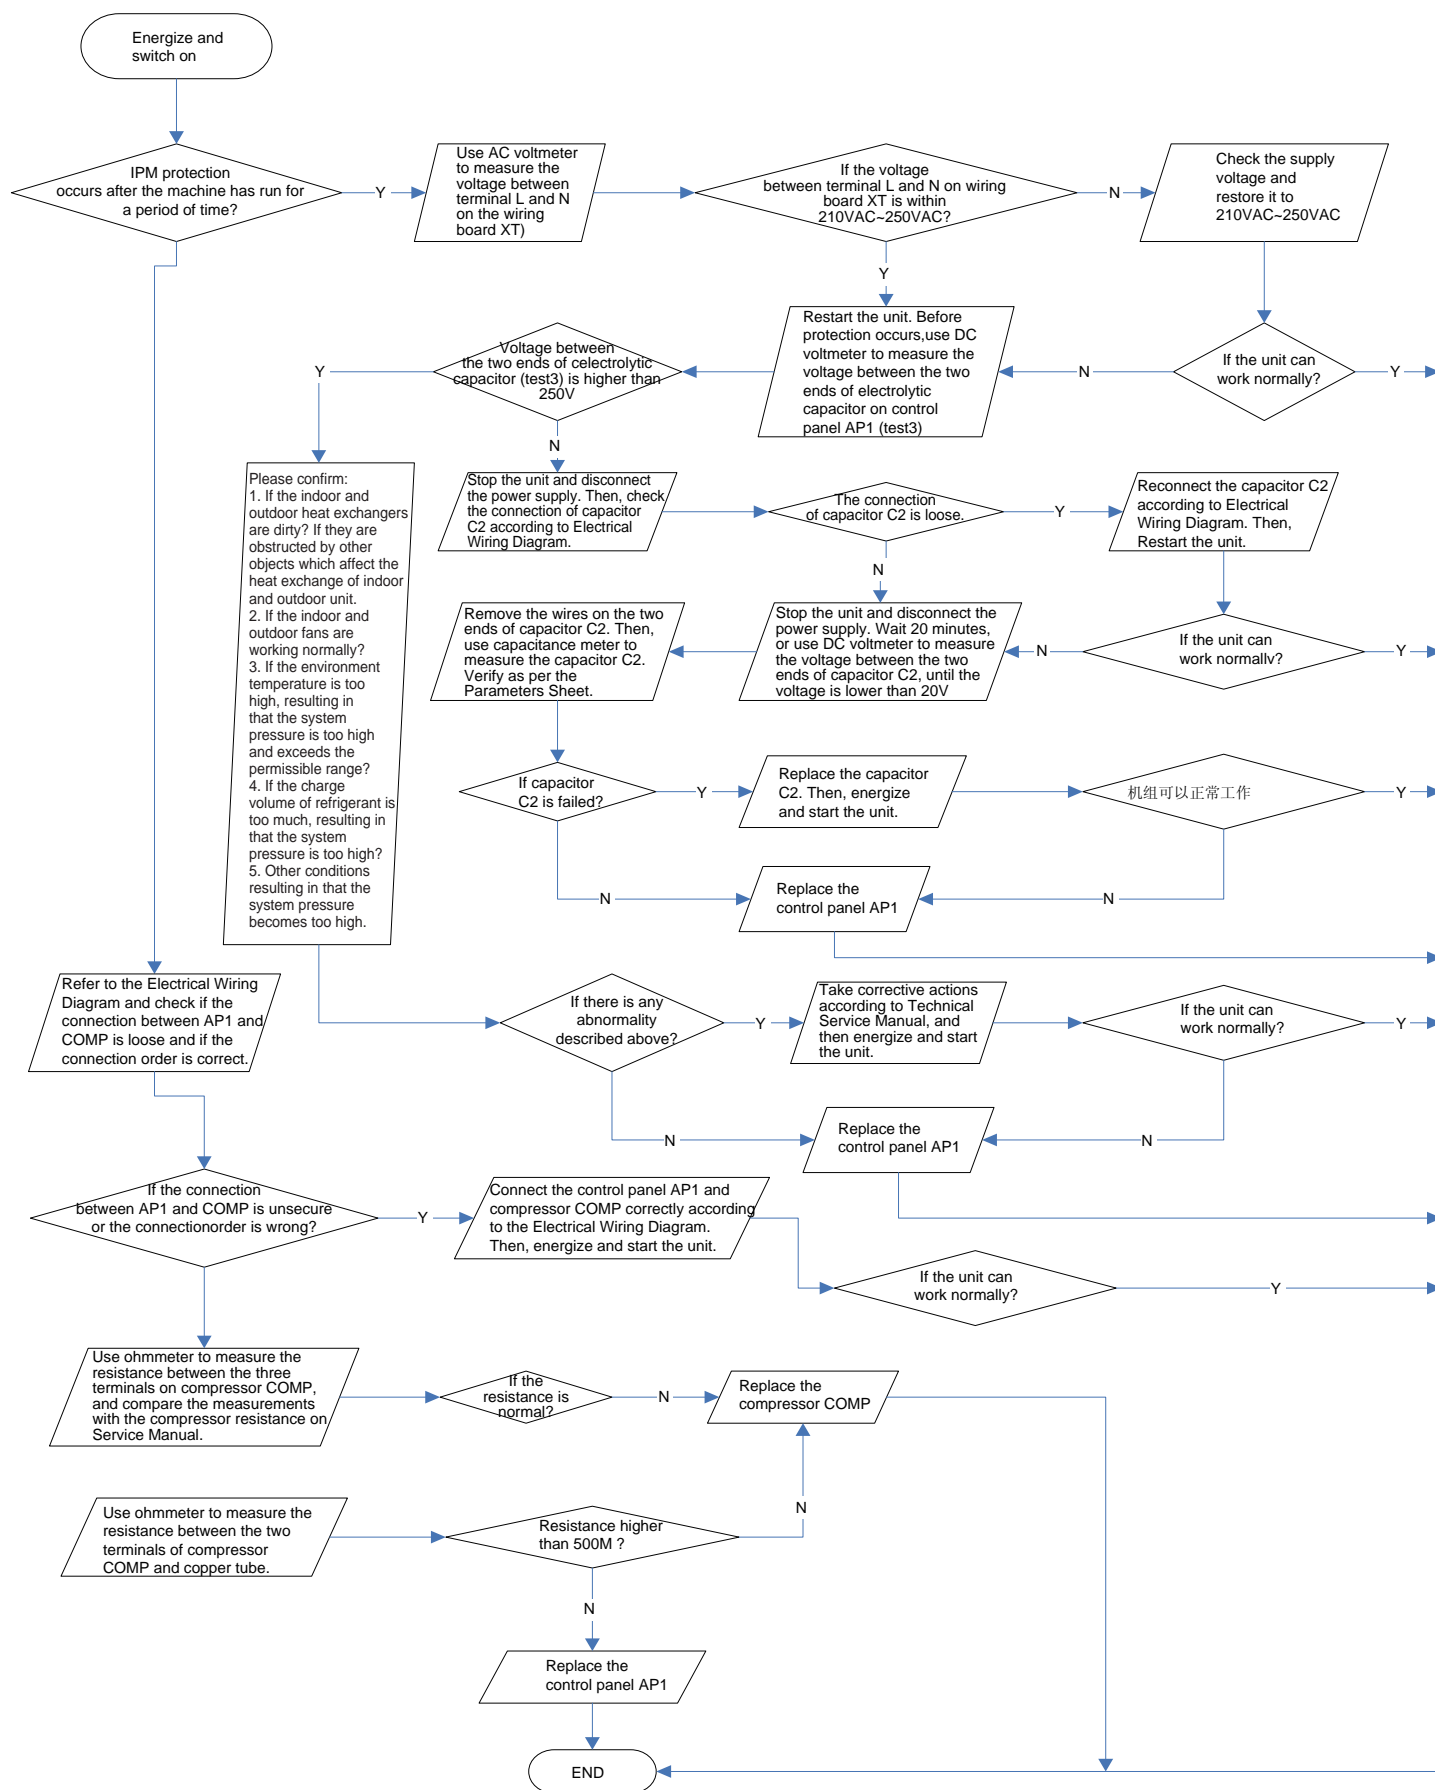 Energize and
switch on
IPM protection
occurs after the machine has run for
a period of time?
Y
Use AC voltmeter
to measure the
voltage between
terminal L and N
on the wiring
board XT)
If the voltage
between terminal L and N on wiring
board XT is within
210VAC~250VAC?
N
Check the supply
voltage and
restore it to
210VAC~250VAC
Y
Restart the unit. Before
protection occurs,use DC
voltmeter to measure the
voltage between the two
ends of electrolytic
capacitor on control
panel AP1 (test3)
Voltage between
the two ends of celectrolytic
capacitor (test3) is higher than
250V
Y
N
If the unit can
work normally?
Y
N
Please confirm:
1. If the indoor and
outdoor heat exchangers
are dirty? If they are
obstructed by other
objects which affect the
heat exchange of indoor
and outdoor unit.
2. If the indoor and
outdoor fans are
working normally?
3. If the environment
temperature is too
high, resulting in
that the system
pressure is too high
and exceeds the
permissible range?
4. If the charge
volume of refrigerant is
too much, resulting in
that the system
pressure is too high?
5. Other conditions
resulting in that the
system pressure
becomes too high.
Stop the unit and disconnect
the power supply. Then, check
the connection of capacitor
C2 according to Electrical
Wiring Diagram.
The connection
of capacitor C2 is loose.
Y
Reconnect the capacitor C2
according to Electrical
Wiring Diagram. Then,
Restart the unit.
N
Remove the wires on the two
ends of capacitor C2. Then,
use capacitance meter to
measure the capacitor C2.
Verify as per the
Parameters Sheet.
Stop the unit and disconnect the
power supply. Wait 20 minutes,
or use DC voltmeter to measure
the voltage between the two
ends of capacitor C2, until the
voltage is lower than 20V
N
If the unit can
work normally?
Y
If capacitor
C2 is failed?
Y
Replace the capacitor
C2. Then, energize
and start the unit.
机组可以正常工作
Y
N
Replace the
control panel AP1
N
Refer to the Electrical Wiring
Diagram and check if the
connection between AP1 and
COMP is loose and if the
connection order is correct.
If there is any
abnormality
described above?
Y
Take corrective actions
according to Technical
Service Manual, and
then energize and start
the unit.
If the unit can
work normally?
Y
N
Replace the
control panel AP1
N
If the connection
between AP1 and COMP is unsecure
or the connectionorder is wrong?
Y
Connect the control panel AP1 and
compressor COMP correctly according
to the Electrical Wiring Diagram.
Then, energize and start the unit.
If the unit can
work normally?
Y
Use ohmmeter to measure the
resistance between the three
terminals on compressor COMP,
and compare the measurements
with the compressor resistance on
Service Manual.
If the
resistance is
normal?
N
Replace the
compressor COMP
Use ohmmeter to measure the
resistance between the two
terminals of compressor
COMP and copper tube.
Resistance higher
than 500M ?
N
N
Replace the
control panel AP1
END